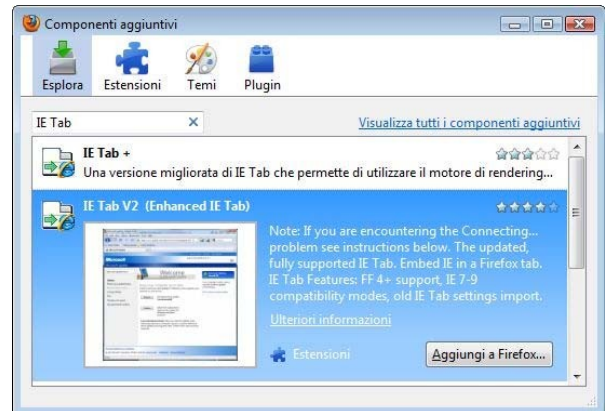 Componenti aggiuntivi
Esplora Estensioni Temi Plugin
IE Tab Visualizza tutti i componenti aggiuntivi
IE Tab +
Una versione migliorata di IE Tab che permette di utilizzare il motore di rendering...
IE Tab V2 (Enhanced IE Tab)
Note: If you are encountering the Connecting...
problem see instructions below. The updated,
fully supported IE Tab. Embed IE in a Firefox tab.
IE Tab Features: FF 4+ support, IE 7-9
compatibility modes, old IE Tab settings import.
Ulteriori informazioni
Estensioni Aggiungi a Firefox...